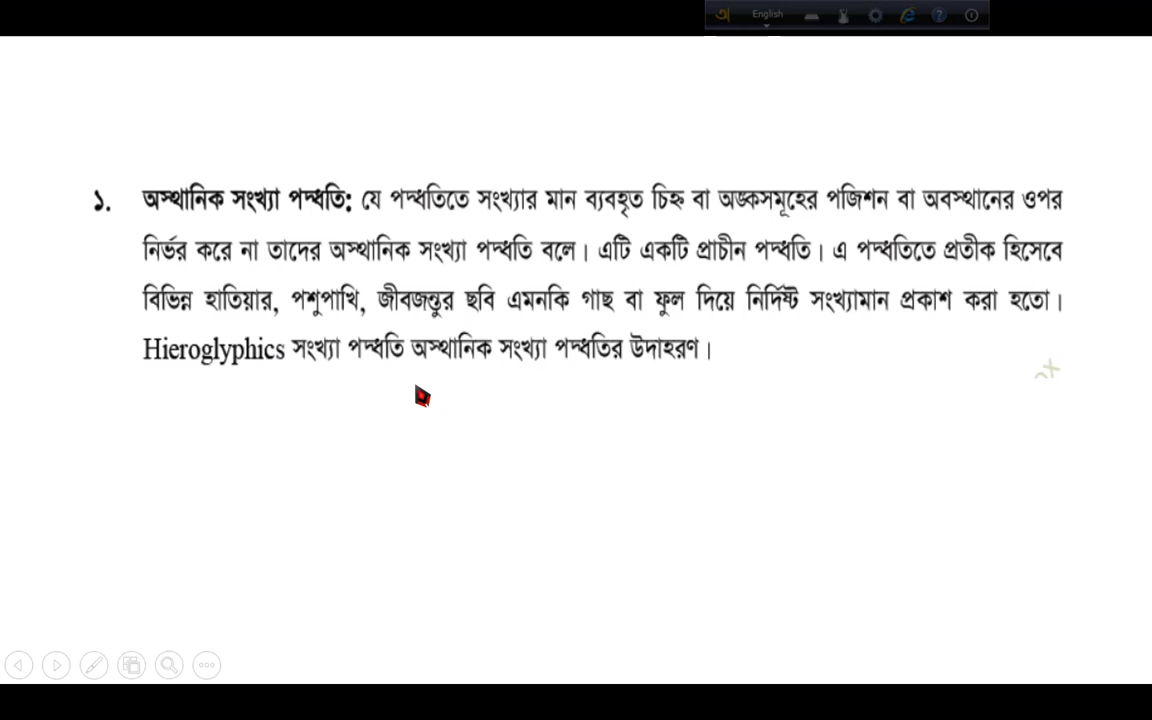 English
১. অস্থানিক সংখ্যা পদ্ধতি: যে পদ্ধতিতে সংখ্যার মান ব্যবহৃত চিহ্ন বা অঙ্কসমূহের পজিশন বা অবস্থানের ওপর
নির্ভর করে না তাদের অস্থানিক সংখ্যা পদ্ধতি বলে। এটি একটি প্রাচীন পদ্ধতি। এ পদ্ধতিতে প্রতীক হিসেবে
বিভিন্ন হাতিয়ার, পশুপাখি, জীবজন্তুর ছবি এমনকি গাছ বা ফুল দিয়ে নির্দিষ্ট সংখ্যামান প্রকাশ করা হতো।
Hieroglyphics সংখ্যা পদ্ধতি অস্থানিক সংখ্যা পদ্ধতির উদাহরণ।